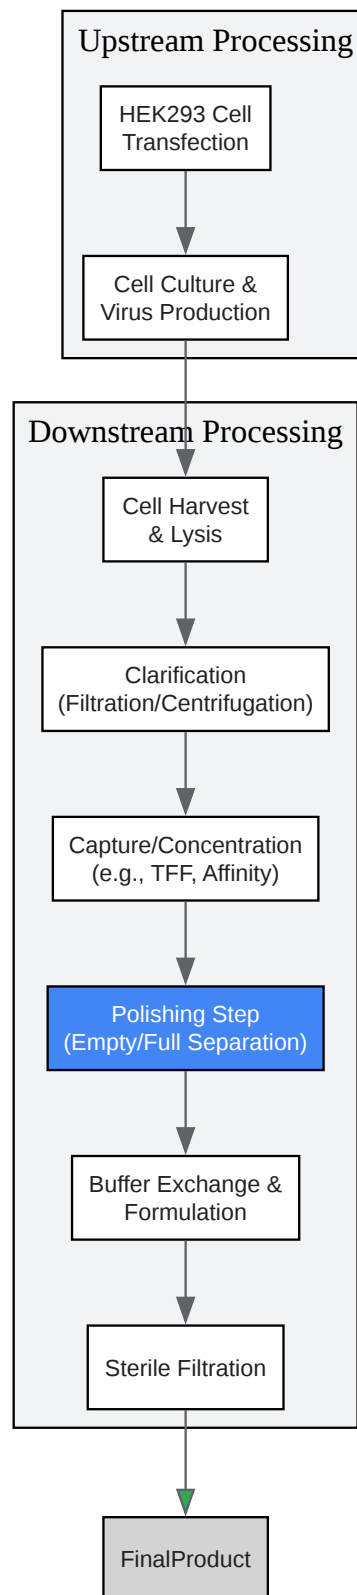 Upstream Processing
HEK293 Cell
Transfection
Cell Culture &
Virus Production
Downstream Processing
Cell Harvest
& Lysis
Clarification
(Filtration/Centrifugation)
Capture/Concentration
(e.g., TFF, Affinity)
Polishing Step
(Empty/Full Separation)
Buffer Exchange &
Formulation
Sterile Filtration
FinalProduct